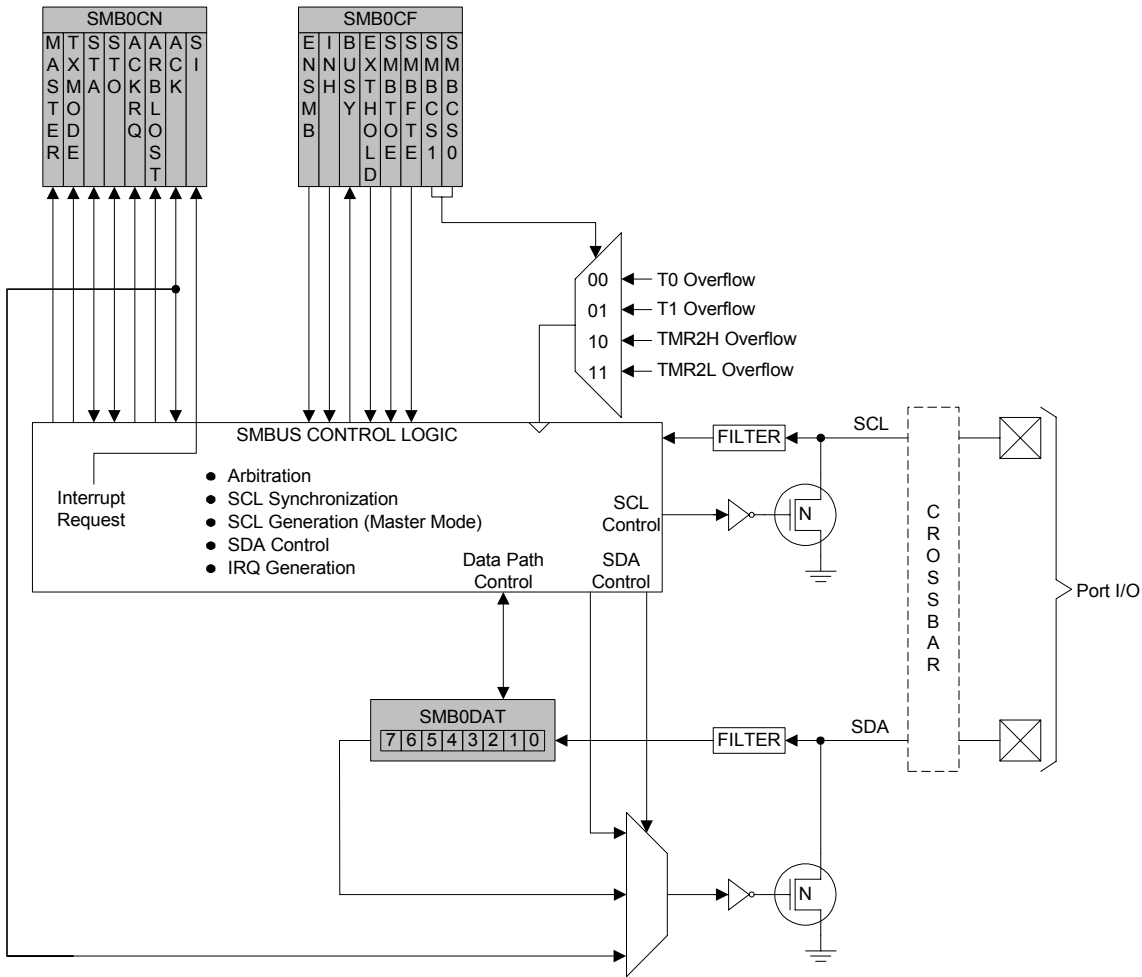 SMB0CN
MASTER
TXMODE
STA
STO
ACKRQ
ARBLOST
ACK
SI
SMB0CF
ENSMB
INH
BUSY
EXTHOLD
SMBTOE
SMBFTE
SMBCS1
SMBCS0
00
T0 Overflow
01
T1 Overflow
10
TMR2H Overflow
11
TMR2L Overflow
SMBUS CONTROL LOGIC
Interrupt
Request
● Arbitration
● SCL Synchronization
● SCL Generation (Master Mode)
● SDA Control
● IRQ Generation
SCL
Control
Data Path
Control
SDA
Control
FILTER
SCL
N
CROSSBAR
Port I/O
SMB0DAT
7 6 5 4 3 2 1 0
FILTER
SDA
N